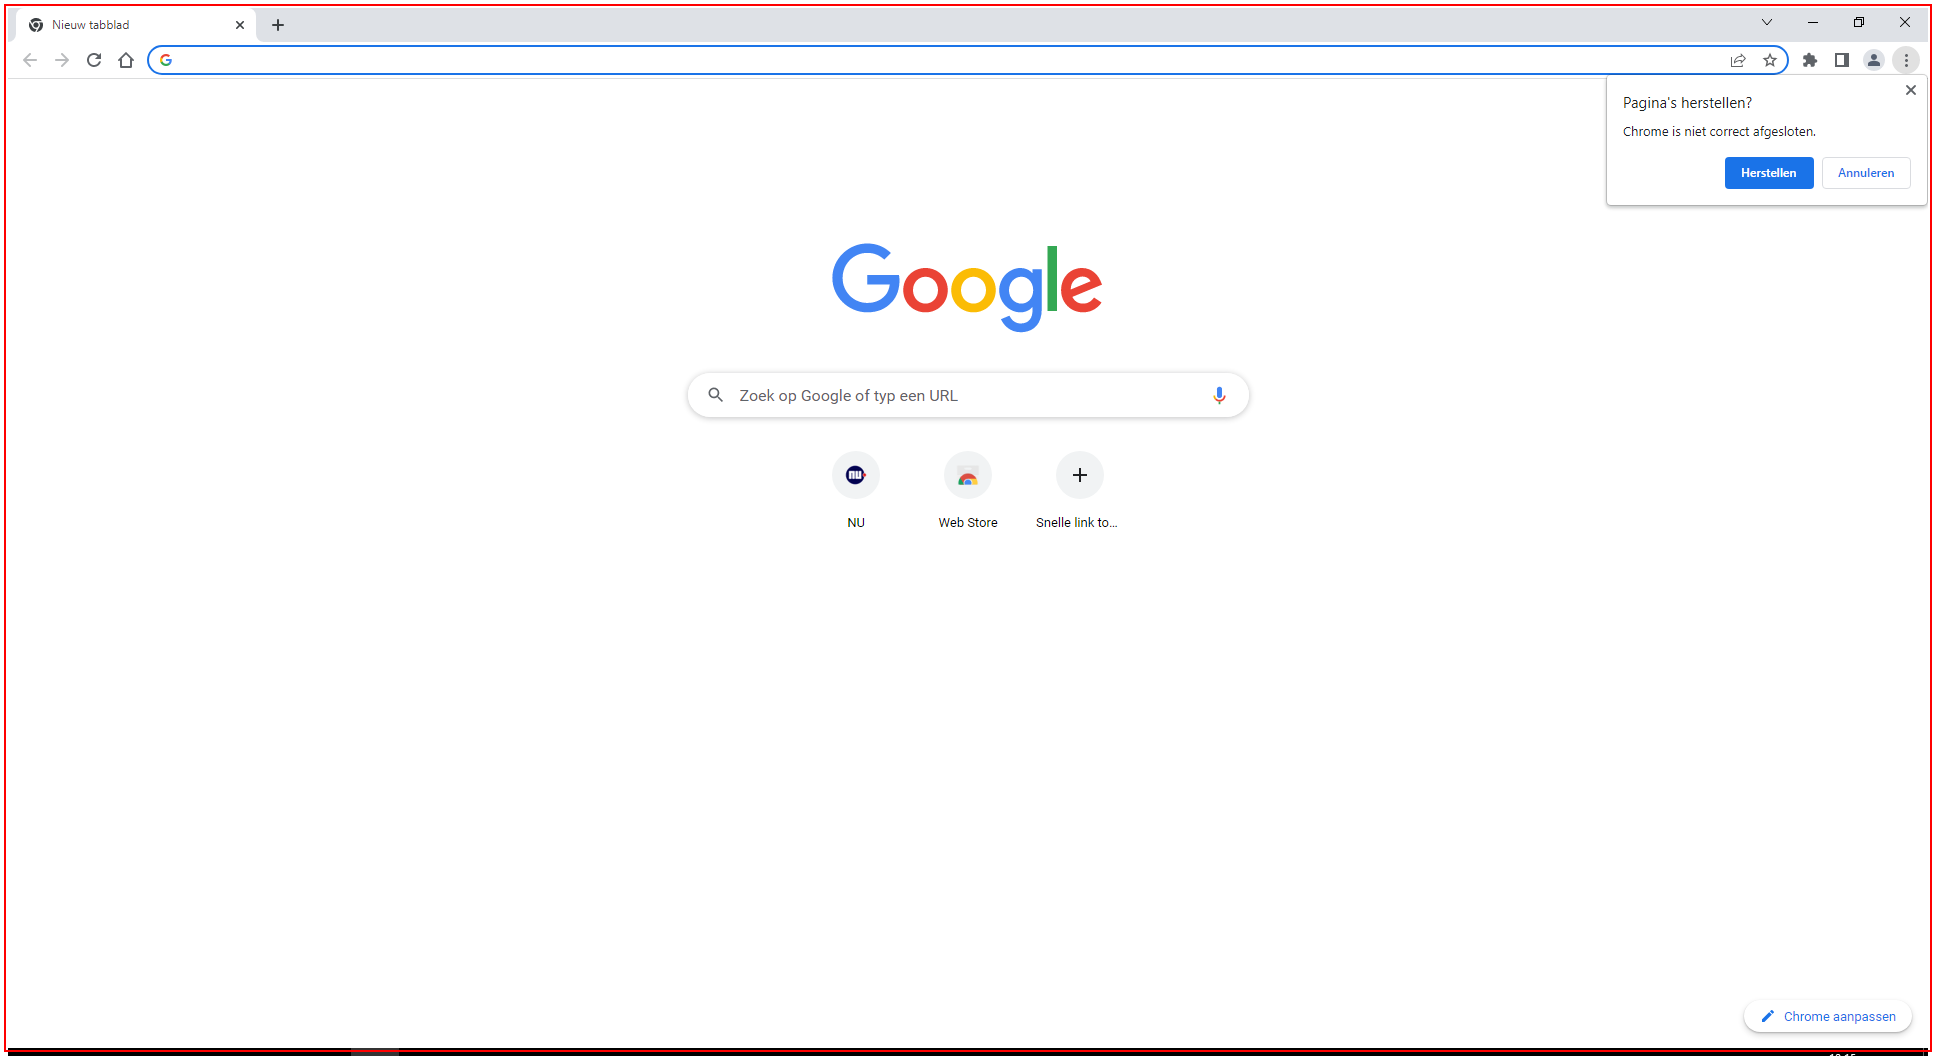 Nieuw tabblad
Pagina's herstellen?
Chrome is niet correct afgesloten.
Herstellen
Annuleren
Google
Zoek op Google of typ een URL
NU
Web Store
Snelle link to...
Chrome aanpassen